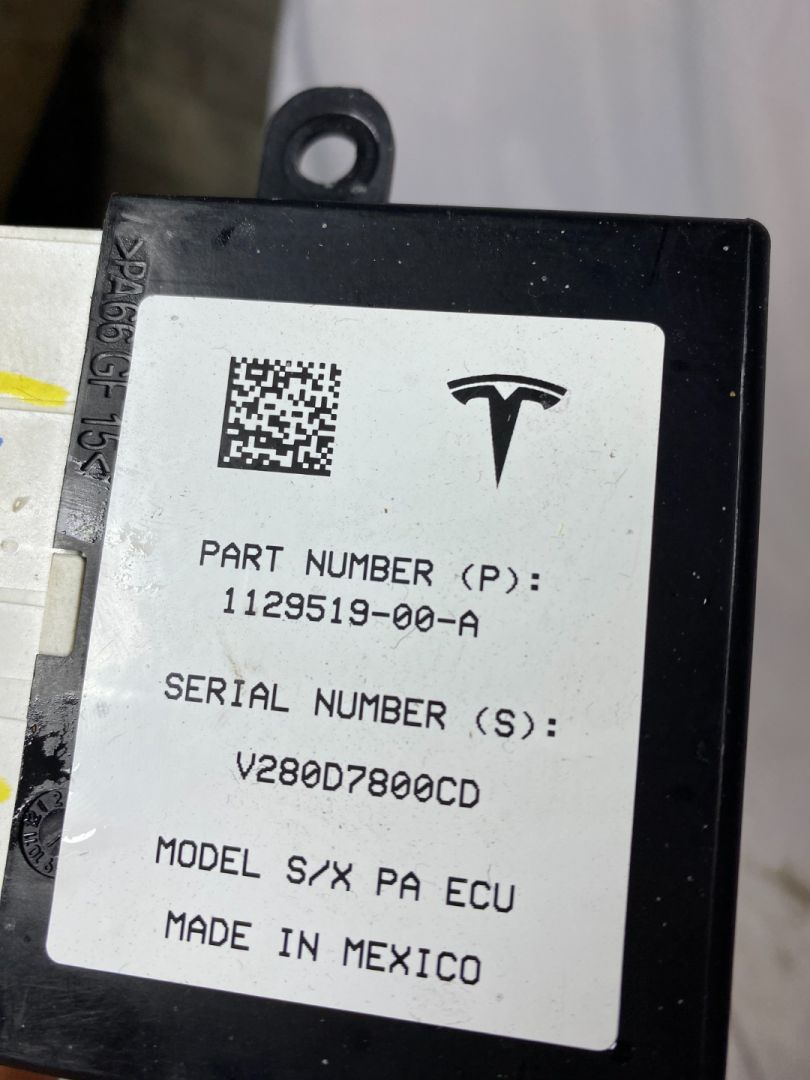 >PA66 GF 15<
PART NUMBER (P):
1129519-00-A
SERIAL NUMBER (S):
V280D7800CD
MODEL S/X PA ECU
MADE IN MEXICO